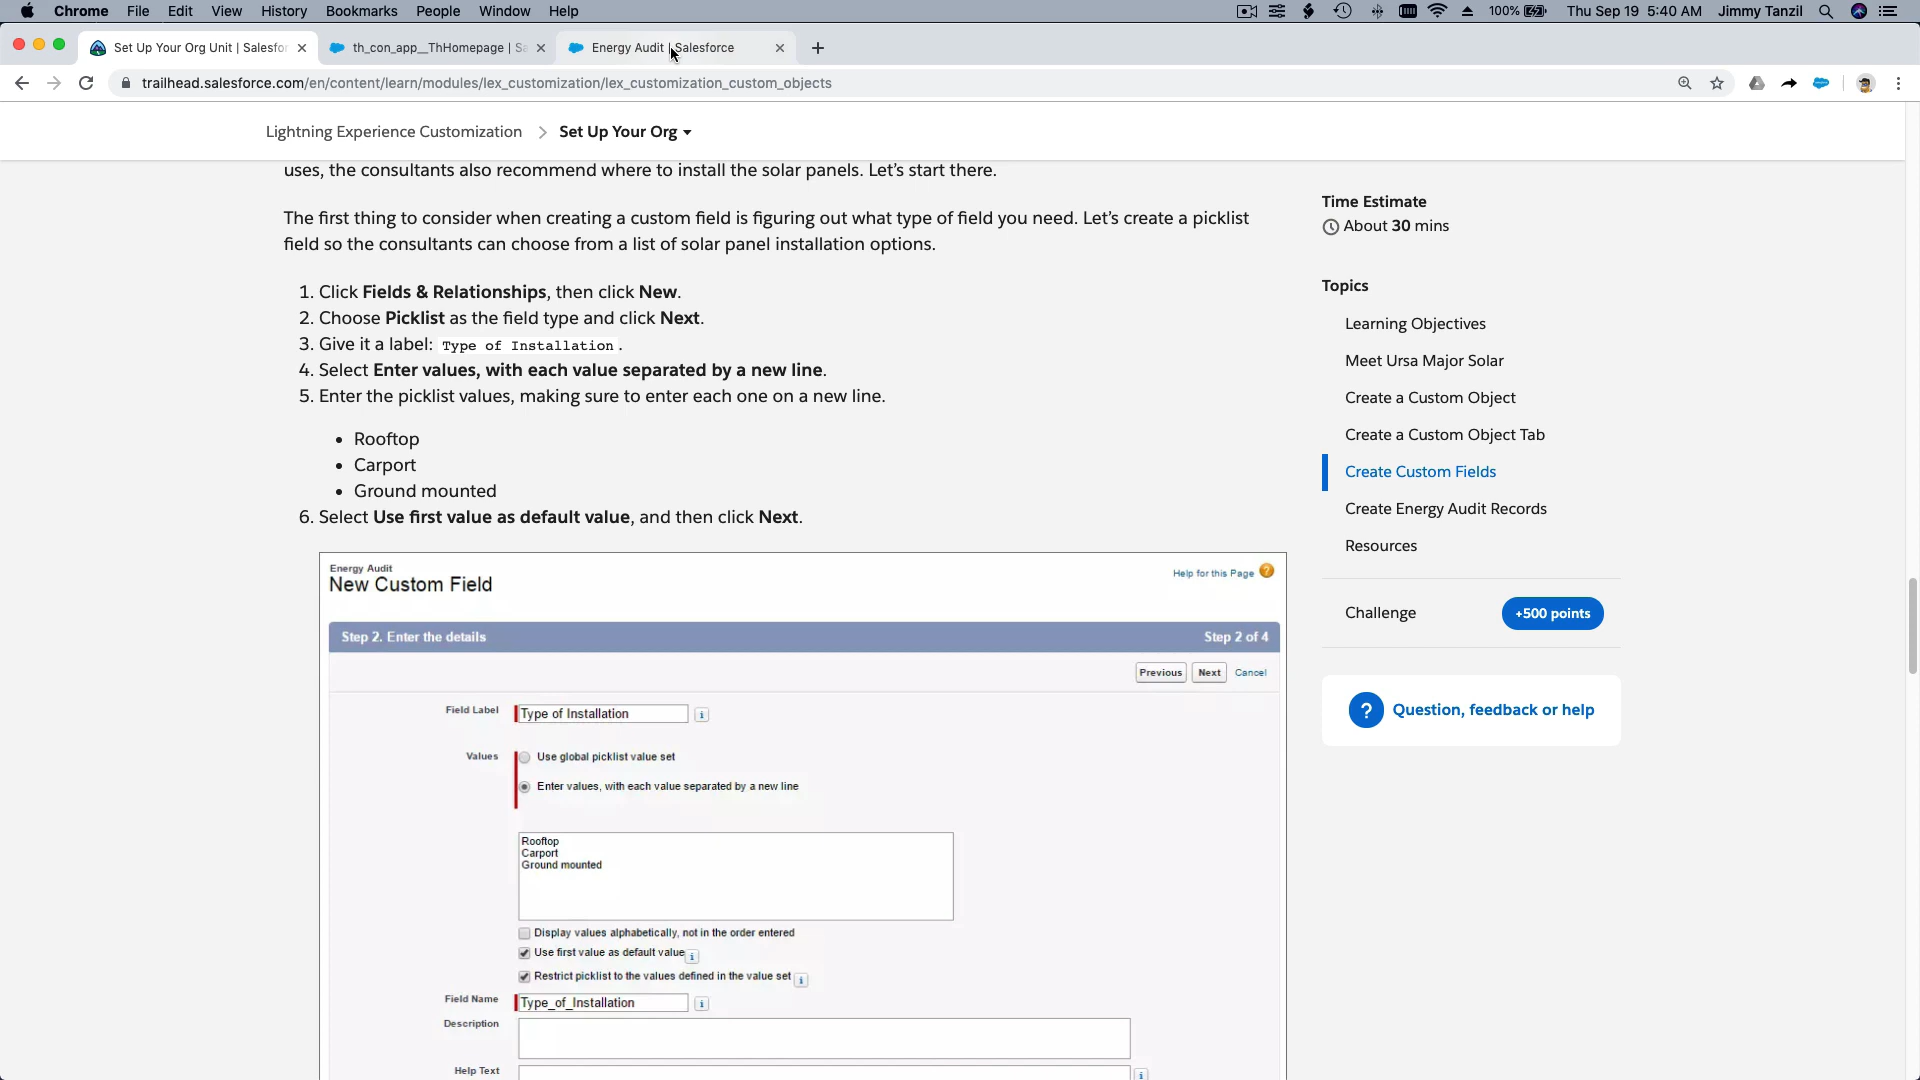 Chrome File Edit View History Bookmarks People Window Help 100% Thu Sep 19 5:40 AM Jimmy Tanzil
Set Up Your Org Unit | Salesfor
th_con_app__ThHomepage | Sa
Energy Audit | Salesforce
trailhead.salesforce.com/en/content/learn/modules/lex_customization/lex_customization_custom_objects
Lightning Experience Customization > Set Up Your Org
uses, the consultants also recommend where to install the solar panels. Let’s start there.
The first thing to consider when creating a custom field is figuring out what type of field you need. Let’s create a picklist
field so the consultants can choose from a list of solar panel installation options.
1. Click Fields & Relationships, then click New.
2. Choose Picklist as the field type and click Next.
3. Give it a label: Type of Installation.
4. Select Enter values, with each value separated by a new line.
5. Enter the picklist values, making sure to enter each one on a new line.
• Rooftop
• Carport
• Ground mounted
6. Select Use first value as default value, and then click Next.
Energy Audit
New Custom Field
Help for this Page ?
Step 2. Enter the details
Step 2 of 4
Previous Next Cancel
Field Label Type of Installation i
Values Use global picklist value set
Enter values, with each value separated by a new line
Rooftop
Carport
Ground mounted
Display values alphabetically, not in the order entered
Use first value as default value i
Restrict picklist to the values defined in the value set i
Field Name Type_of_Installation i
Description
Help Text i
Time Estimate
About 30 mins
Topics
Learning Objectives
Meet Ursa Major Solar
Create a Custom Object
Create a Custom Object Tab
Create Custom Fields
Create Energy Audit Records
Resources
Challenge +500 points
? Question, feedback or help